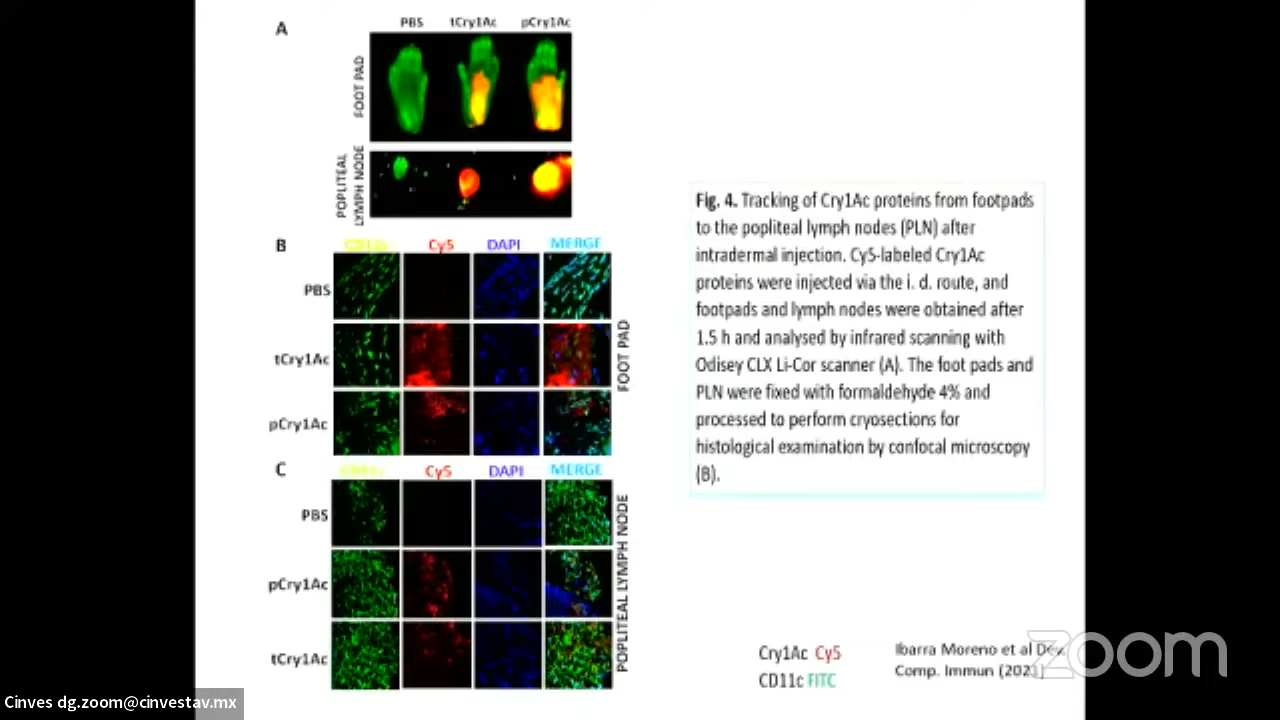 A
PBS tCry1Ac pCry1Ac
FOOT PAD
POPLITEAL
LYMPH NODE
B
CD11c Cy5 DAPI MERGE
PBS
tCry1Ac
pCry1Ac
FOOT PAD
C
Cy5 DAPI MERGE
PBS
pCry1Ac
tCry1Ac
POPLITEAL LYMPH NODE
Fig. 4. Tracking of Cry1Ac proteins from footpads
to the popliteal lymph nodes (PLN) after
intradermal injection. Cy5-labeled Cry1Ac
proteins were injected via the i. d. route, and
footpads and lymph nodes were obtained after
1.5 h and analysed by infrared scanning with
Odisey CLX Li-Cor scanner (A). The foot pads and
PLN were fixed with formaldehyde 4% and
processed to perform cryosections for
histological examination by confocal microscopy
(B).
Cry1Ac Cy5
CD11c FITC
Ibarra Moreno et al Dev.
Comp. Immun (2021)
zoom
Cinves dg.zoom@cinvestav.mx